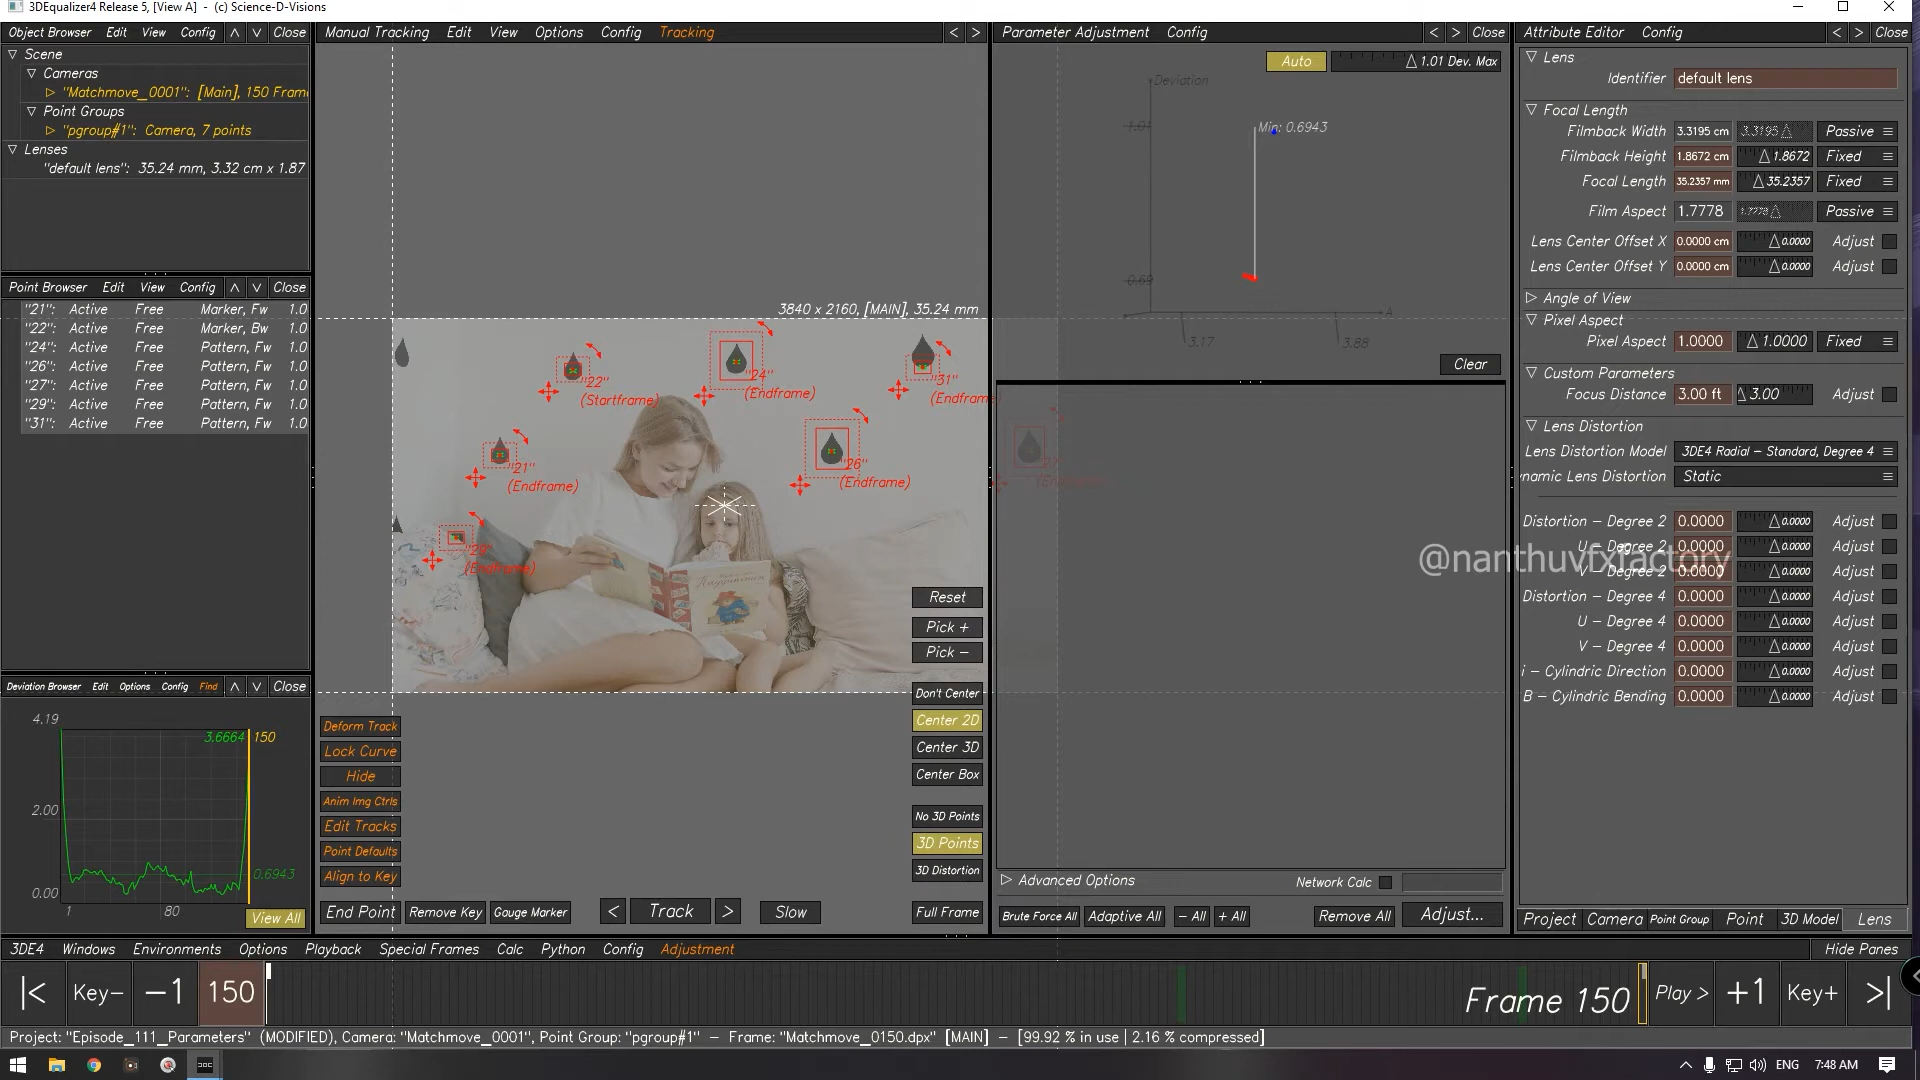 3DEqualizer4 Release 5, [View A]  -  (c) Science-D-Visions
Object Browser Edit View Config Close
Scene
Cameras
"Matchmove_0001": [Main], 150 Fram
Point Groups
"pgroup#1": Camera, 7 points
Lenses
"default lens": 35.24 mm, 3.32 cm x 1.87
Point Browser Edit View Config Close
"21": Active Free Marker, Fw 1.0
"22": Active Free Marker, Bw 1.0
"24": Active Free Pattern, Fw 1.0
"26": Active Free Pattern, Fw 1.0
"27": Active Free Pattern, Fw 1.0
"29": Active Free Pattern, Fw 1.0
"31": Active Free Pattern, Fw 1.0
Deviation Browser Edit Options Config Find Close
4.19
3.6664 150
2.00
0.6943
0.00
1 80
View All
Manual Tracking Edit View Options Config Tracking < >
3840 x 2160, [MAIN], 35.24 mm
"22"
(Startframe)
"24"
(Endframe)
"31"
(Endframe)
"21"
(Endframe)
"26"
(Endframe)
"29"
(Endframe)
Reset
Pick +
Pick -
Don't Center
Center 2D
Center 3D
Center Box
No 3D Points
3D Points
3D Distortion
Full Frame
Deform Track
Lock Curve
Hide
Anim Img Ctrls
Edit Tracks
Point Defaults
Align to Key
End Point Remove Key Gauge Marker < Track > Slow
Parameter Adjustment Config < > Close
Auto 1.01 Dev. Max
Deviation
1.01
Min: 0.6943
0.69
A
3.17 3.88
Clear
Advanced Options Network Calc
Brute Force All Adaptive All - All + All Remove All Adjust...
Attribute Editor Config < > Close
Lens
Identifier default lens
Focal Length
Filmback Width 3.3195 cm 3.3195 Passive
Filmback Height 1.8672 cm 1.8672 Fixed
Focal Length 35.2357 mm 35.2357 Fixed
Film Aspect 1.7778 1.7778 Passive
Lens Center Offset X 0.0000 cm 0.0000 Adjust
Lens Center Offset Y 0.0000 cm 0.0000 Adjust
Angle of View
Pixel Aspect
Pixel Aspect 1.0000 1.0000 Fixed
Custom Parameters
Focus Distance 3.00 ft 3.00 Adjust
Lens Distortion
Lens Distortion Model 3DE4 Radial - Standard, Degree 4
namic Lens Distortion Static
Distortion - Degree 2 0.0000 0.0000 Adjust
U - Degree 2 0.0000 0.0000 Adjust
@nanthuvfxfactory
V - Degree 2 0.0000 0.0000 Adjust
Distortion - Degree 4 0.0000 0.0000 Adjust
U - Degree 4 0.0000 0.0000 Adjust
V - Degree 4 0.0000 0.0000 Adjust
i - Cylindric Direction 0.0000 0.0000 Adjust
B - Cylindric Bending 0.0000 0.0000 Adjust
Project Camera Point Group Point 3D Model Lens
3DE4 Windows Environments Options Playback Special Frames Calc Python Config Adjustment Hide Panes
|< Key- -1 150 Frame 150 Play > +1 Key+ >|
Project: "Episode_111_Parameters" (MODIFIED), Camera: "Matchmove_0001", Point Group: "pgroup#1" - Frame: "Matchmove_0150.dpx" [MAIN] - [99.92 % in use | 2.16 % compressed]
ENG 7:48 AM